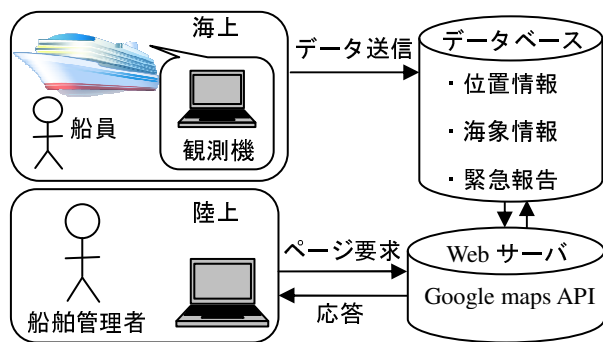 海上
船員
観測機
データ送信
データベース
・位置情報
・海象情報
・緊急報告
陸上
船舶管理者
ページ要求
応答
Web サーバ
Google maps API